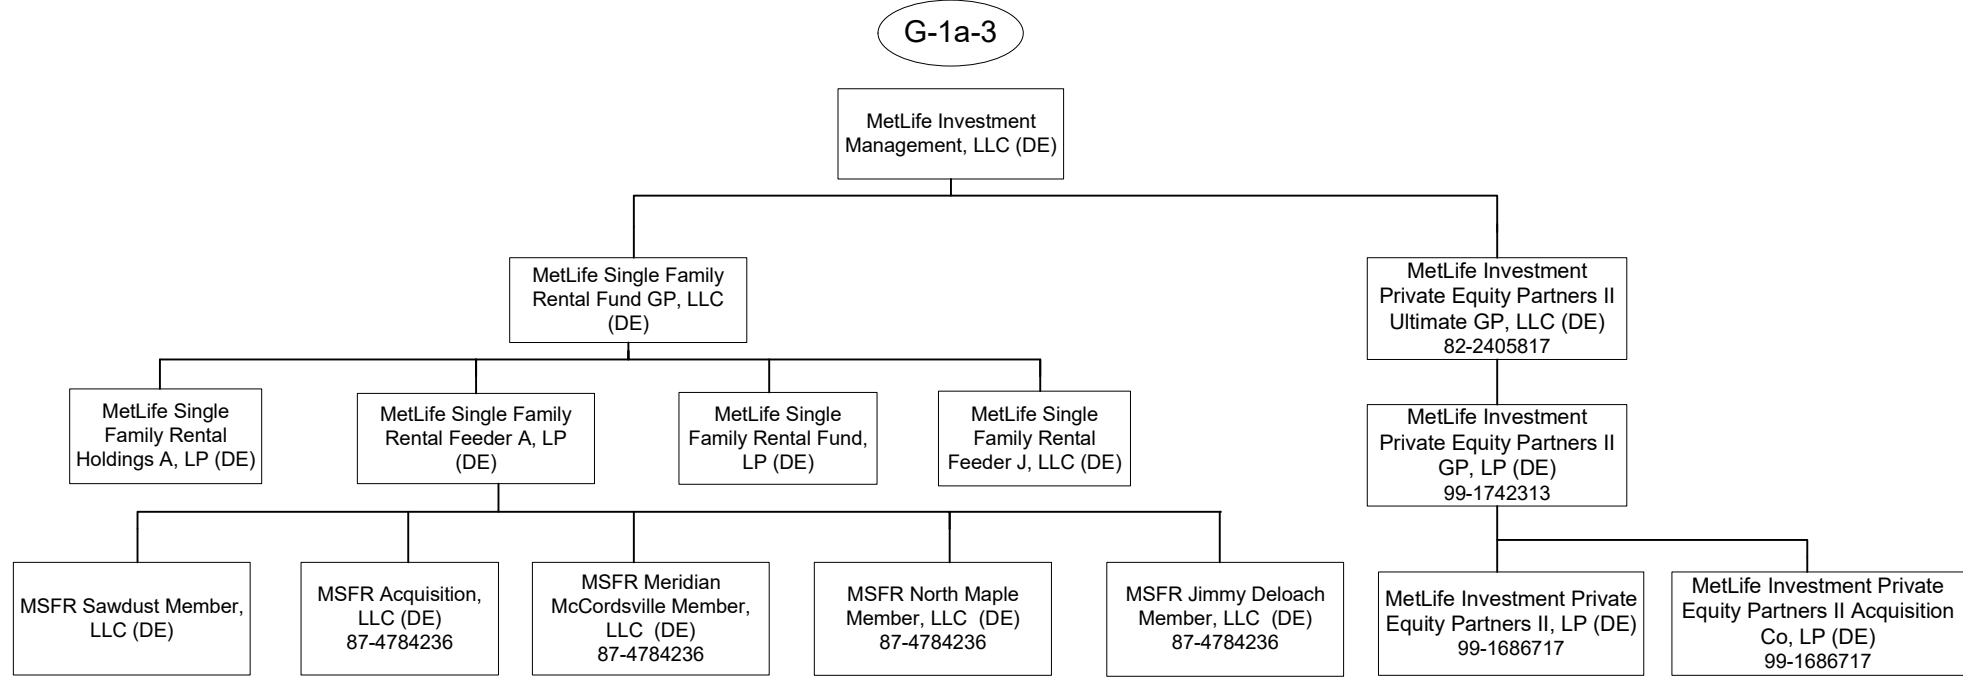 G-1a-3
MetLife Investment
Management, LLC (DE)
MetLife Single Family
Rental Fund GP, LLC
(DE)
MetLife Investment
Private Equity Partners II
Ultimate GP, LLC (DE)
82-2405817
MetLife Single
Family Rental
Holdings A, LP (DE)
MetLife Single Family
Rental Feeder A, LP
(DE)
MetLife Single
Family Rental Fund,
LP (DE)
MetLife Single
Family Rental
Feeder J, LLC (DE)
MetLife Investment
Private Equity Partners II
GP, LP (DE)
99-1742313
MSFR Sawdust Member,
LLC (DE)
MSFR Acquisition,
LLC (DE)
87-4784236
MSFR Meridian
McCordsville Member,
LLC  (DE)
87-4784236
MSFR North Maple
Member, LLC  (DE)
87-4784236
MSFR Jimmy Deloach
Member, LLC  (DE)
87-4784236
MetLife Investment Private
Equity Partners II, LP (DE)
99-1686717
MetLife Investment Private
Equity Partners II Acquisition
Co, LP (DE)
99-1686717